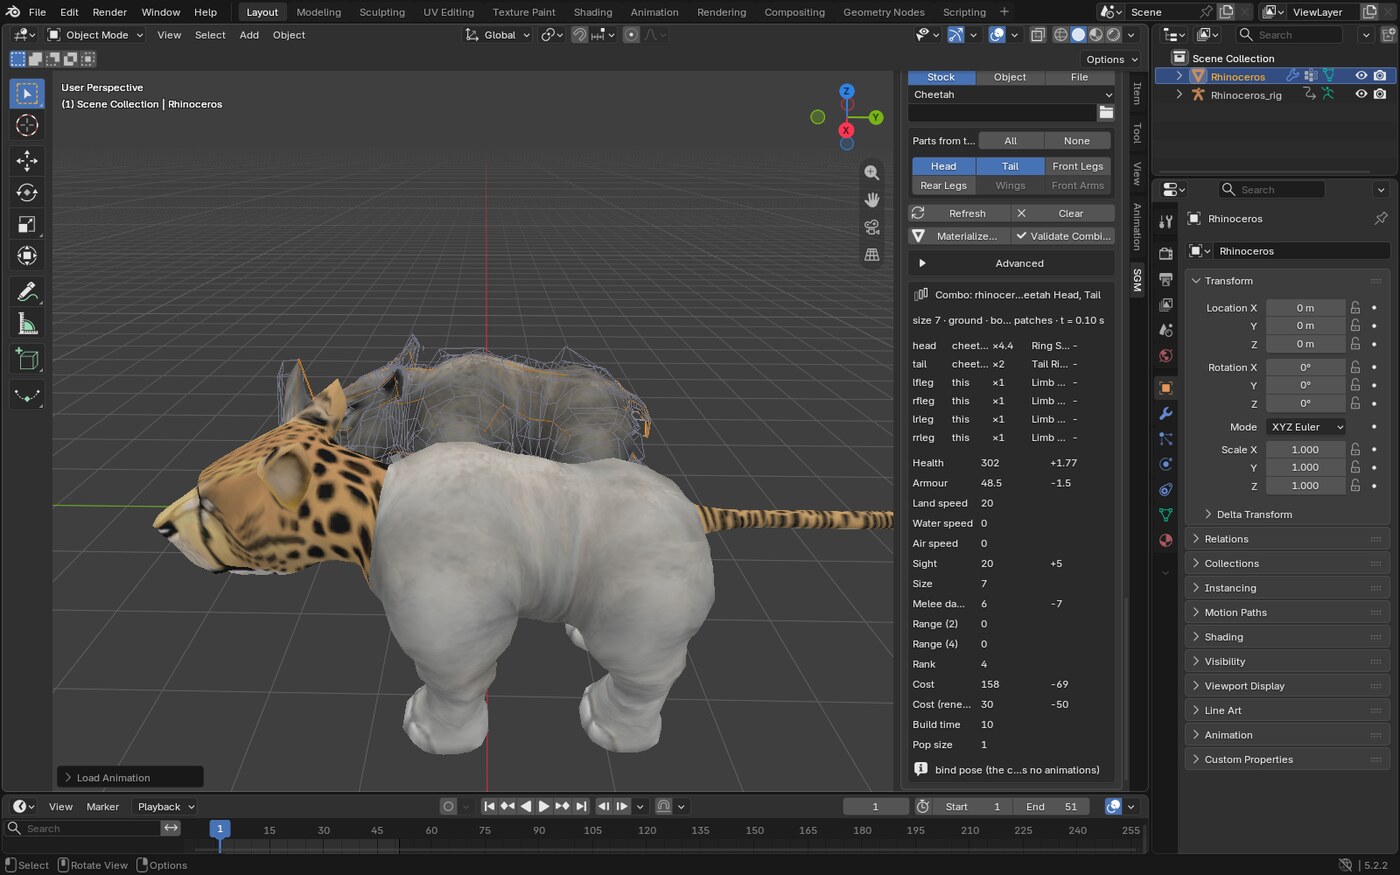 File Edit Render Window Help Layout Modeling Sculpting UV Editing Texture Paint Shading Animation Rendering Compositing Geometry Nodes Scripting + Scene ViewLayer
Object Mode View Select Add Object Global
Options
User Perspective
(1) Scene Collection | Rhinoceros
Z
Y
X
Load Animation
Stock Object File
Cheetah
Parts from t... All None
Head Tail Front Legs
Rear Legs Wings Front Arms
Refresh Clear
Materialize... Validate Combi...
Advanced
Combo: rhinocer...eetah Head, Tail
size 7 · ground · bo... patches · t = 0.10 s
head cheet... ×4.4 Ring S... -
tail cheet... ×2 Tail Ri... -
lfleg this ×1 Limb ... -
rfleg this ×1 Limb ... -
lrleg this ×1 Limb ... -
rrleg this ×1 Limb ... -
Health 302 +1.77
Armour 48.5 -1.5
Land speed 20
Water speed 0
Air speed 0
Sight 20 +5
Size 7
Melee da... 6 -7
Range (2) 0
Range (4) 0
Rank 4
Cost 158 -69
Cost (rene... 30 -50
Build time 10
Pop size 1
bind pose (the c...s no animations)
Item
Tool
View
Animation
SGM
Search
Scene Collection
Rhinoceros
Rhinoceros_rig
Search
Rhinoceros
Rhinoceros
Transform
Location X 0 m
Y 0 m
Z 0 m
Rotation X 0°
Y 0°
Z 0°
Mode XYZ Euler
Scale X 1.000
Y 1.000
Z 1.000
Delta Transform
Relations
Collections
Instancing
Motion Paths
Shading
Visibility
Viewport Display
Line Art
Animation
Custom Properties
View Marker Playback 1 Start 1 End 51
Search 1 15 30 45 60 75 90 105 120 135 150 165 180 195 210 225 240 255
Select Rotate View Options 5.2.2